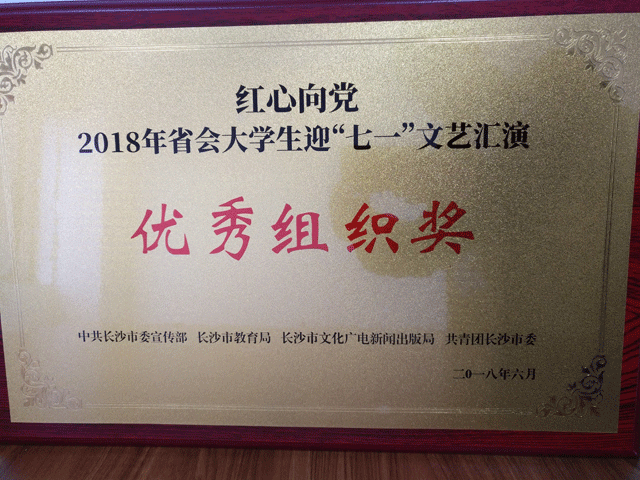 红心向党
2018年省会大学生迎“七一”文艺汇演
优秀组织奖
中共长沙市委宣传部 长沙市教育局 长沙市文化广电新闻出版局 共青团长沙市委
二0一八年六月